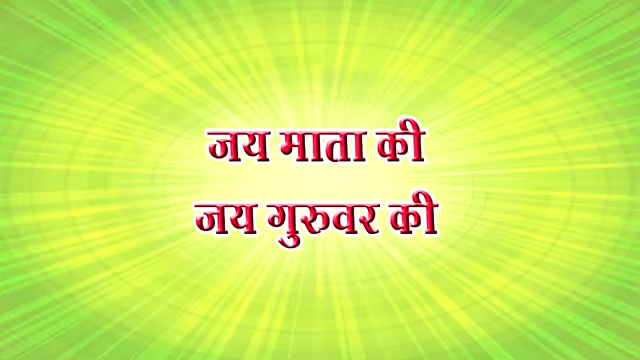 जय माता की
जय गुरुवर की